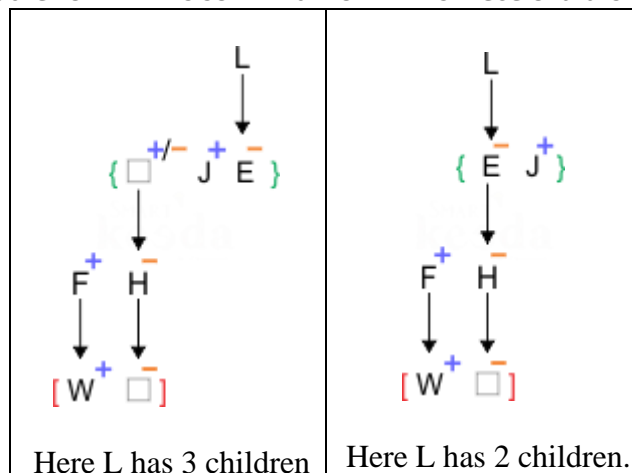 L L
+/- + - - +
{ □ J E } { E J }
+ - + -
F H F H
+ - + -
[ W □ ] [ W □ ]
Here L has 3 children Here L has 2 children.